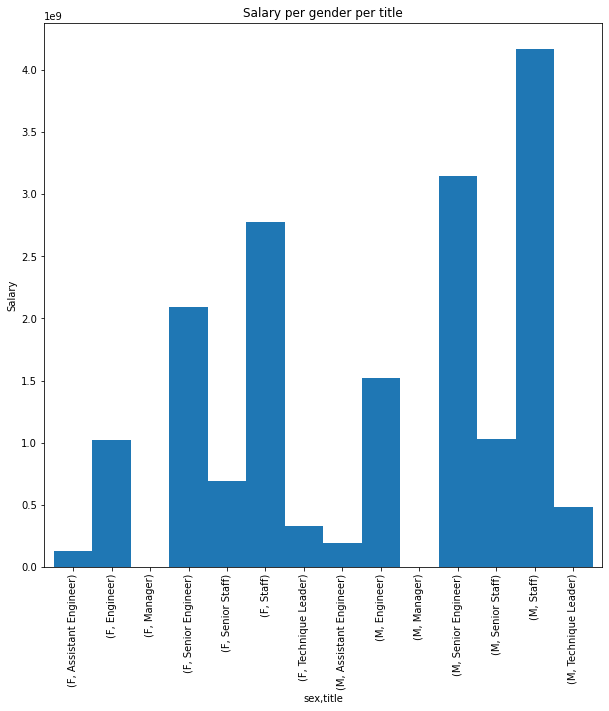 Salary per gender per title
1e9
4.0
3.5
3.0
2.5
2.0
1.5
1.0
0.5
0.0
Salary
(F, Assistant Engineer)
(F, Engineer)
(F, Manager)
(F, Senior Engineer)
(F, Senior Staff)
(F, Staff)
(F, Technique Leader)
(M, Assistant Engineer)
(M, Engineer)
(M, Manager)
(M, Senior Engineer)
(M, Senior Staff)
(M, Staff)
(M, Technique Leader)
sex,title